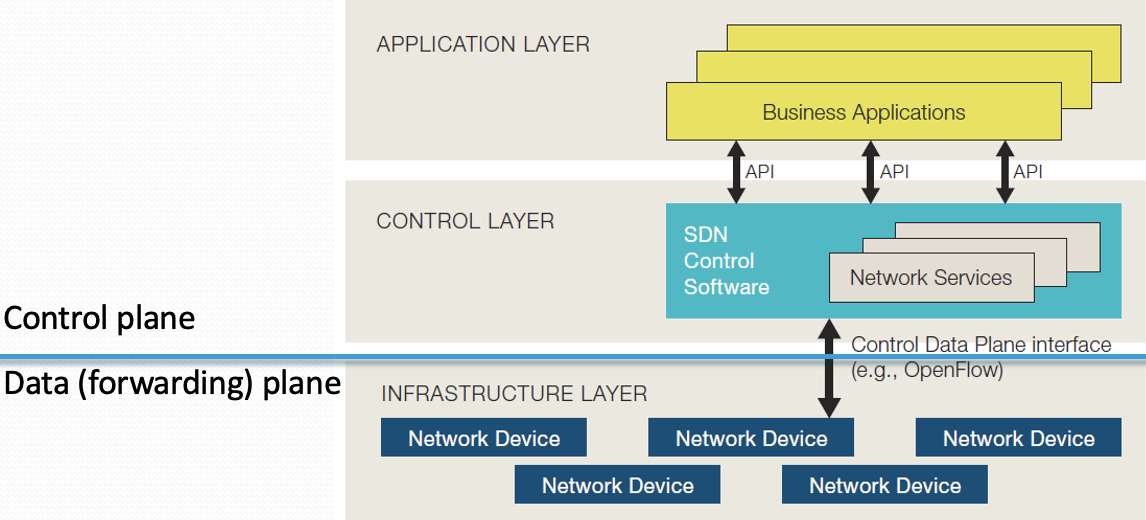 APPLICATION LAYER
Business Applications
API
API
API
CONTROL LAYER
SDN
Control
Software
Network Services
Control plane
Control Data Plane interface
(e.g., OpenFlow)
Data (forwarding) plane
INFRASTRUCTURE LAYER
Network Device
Network Device
Network Device
Network Device
Network Device